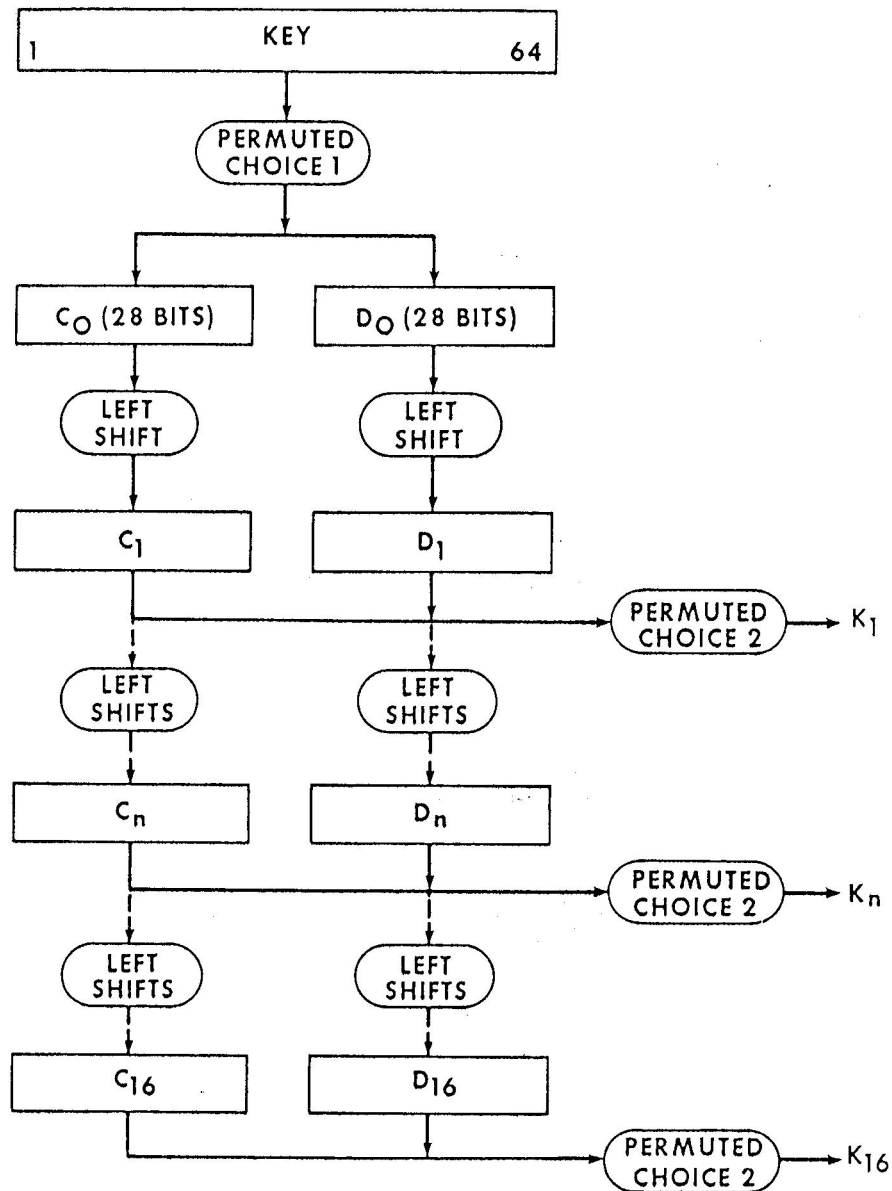 KEY
1 64
PERMUTED
CHOICE 1
C0 (28 BITS) D0 (28 BITS)
LEFT
SHIFT
LEFT
SHIFT
C1 D1
PERMUTED
CHOICE 2
K1
LEFT
SHIFTS
LEFT
SHIFTS
Cn Dn
PERMUTED
CHOICE 2
Kn
LEFT
SHIFTS
LEFT
SHIFTS
C16 D16
PERMUTED
CHOICE 2
K16